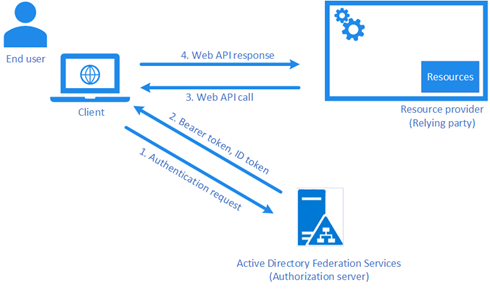 End user
Client
4. Web API response
3. Web API call
2. Bearer token, ID token
1. Authentication request
Resources
Resource provider
(Relying party)
Active Directory Federation Services
(Authorization server)